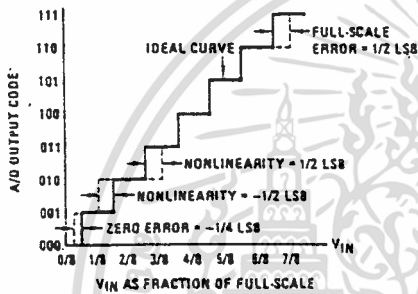 111
110
101
100
011
010
001
000
A/D OUTPUT CODE
IDEAL CURVE
FULL-SCALE
ERROR = 1/2 LSB
NONLINEARITY = 1/2 LSB
NONLINEARITY = -1/2 LSB
ZERO ERROR = -1/4 LSB
0/8 1/8 2/8 3/8 4/8 5/8 6/8 7/8
VIN
VIN AS FRACTION OF FULL-SCALE